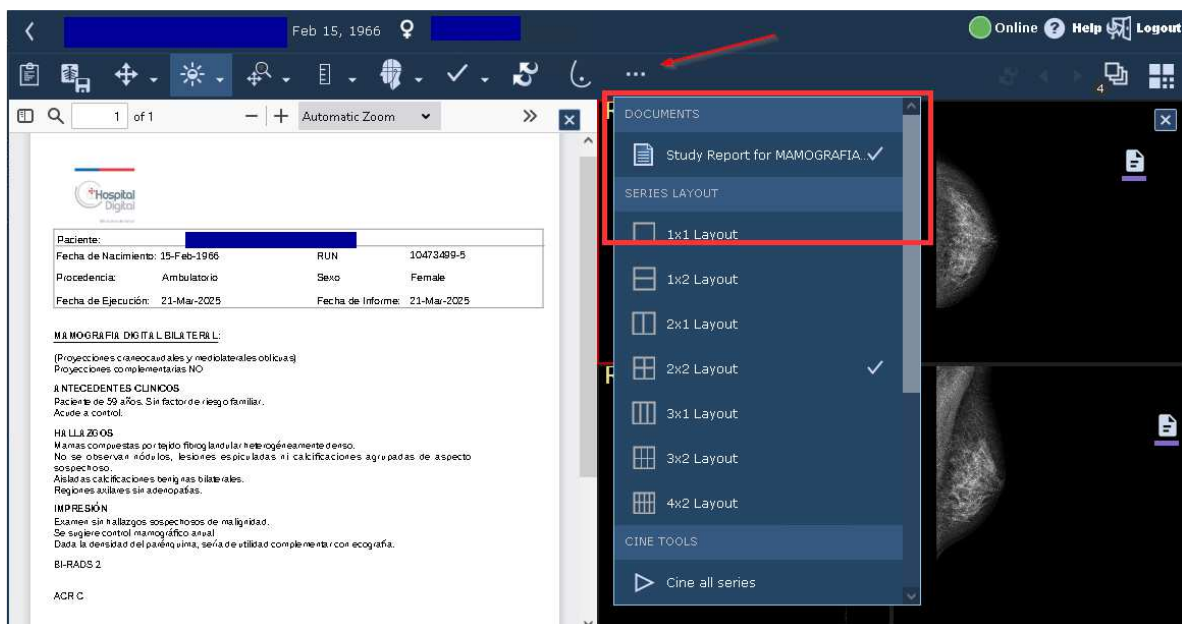 Feb 15, 1966
Online ? Help Logout
...
4
1 of 1 − + Automatic Zoom »
Hospital
Digital
Paciente:
Fecha de Nacimiento: 15-Feb-1966 RUN 10473499-5
Procedencia: Ambulatorio Sexo Female
Fecha de Ejecución: 21-Mar-2025 Fecha de Informe: 21-Mar-2025
MAMOGRAFIA DIGITAL BILATERAL:
(Proyecciones craneocaudales y mediolaterales oblicuas)
Proyecciones complementarias NO
ANTECEDENTES CLINICOS
Paciente de 59 años. Sin factor de riesgo familiar.
Acude a control.
HALLAZGOS
Mamas compuestas por tejido fibroglandular heterogéneamente denso.
No se observan nódulos, lesiones espiculadas ni calcificaciones agrupadas de aspecto
sospechoso.
Aisladas calcificaciones benignas bilaterales.
Regiones axilares sin adenopatías.
IMPRESIÓN
Examen sin hallazgos sospechosos de malignidad.
Se sugiere control mamográfico anual
Dada la densidad del parénquima, sería de utilidad complementar con ecografía.
BI-RADS 2
ACR C
DOCUMENTS
Study Report for MAMOGRAFIA..
SERIES LAYOUT
1x1 Layout
1x2 Layout
2x1 Layout
2x2 Layout
3x1 Layout
3x2 Layout
4x2 Layout
CINE TOOLS
Cine all series